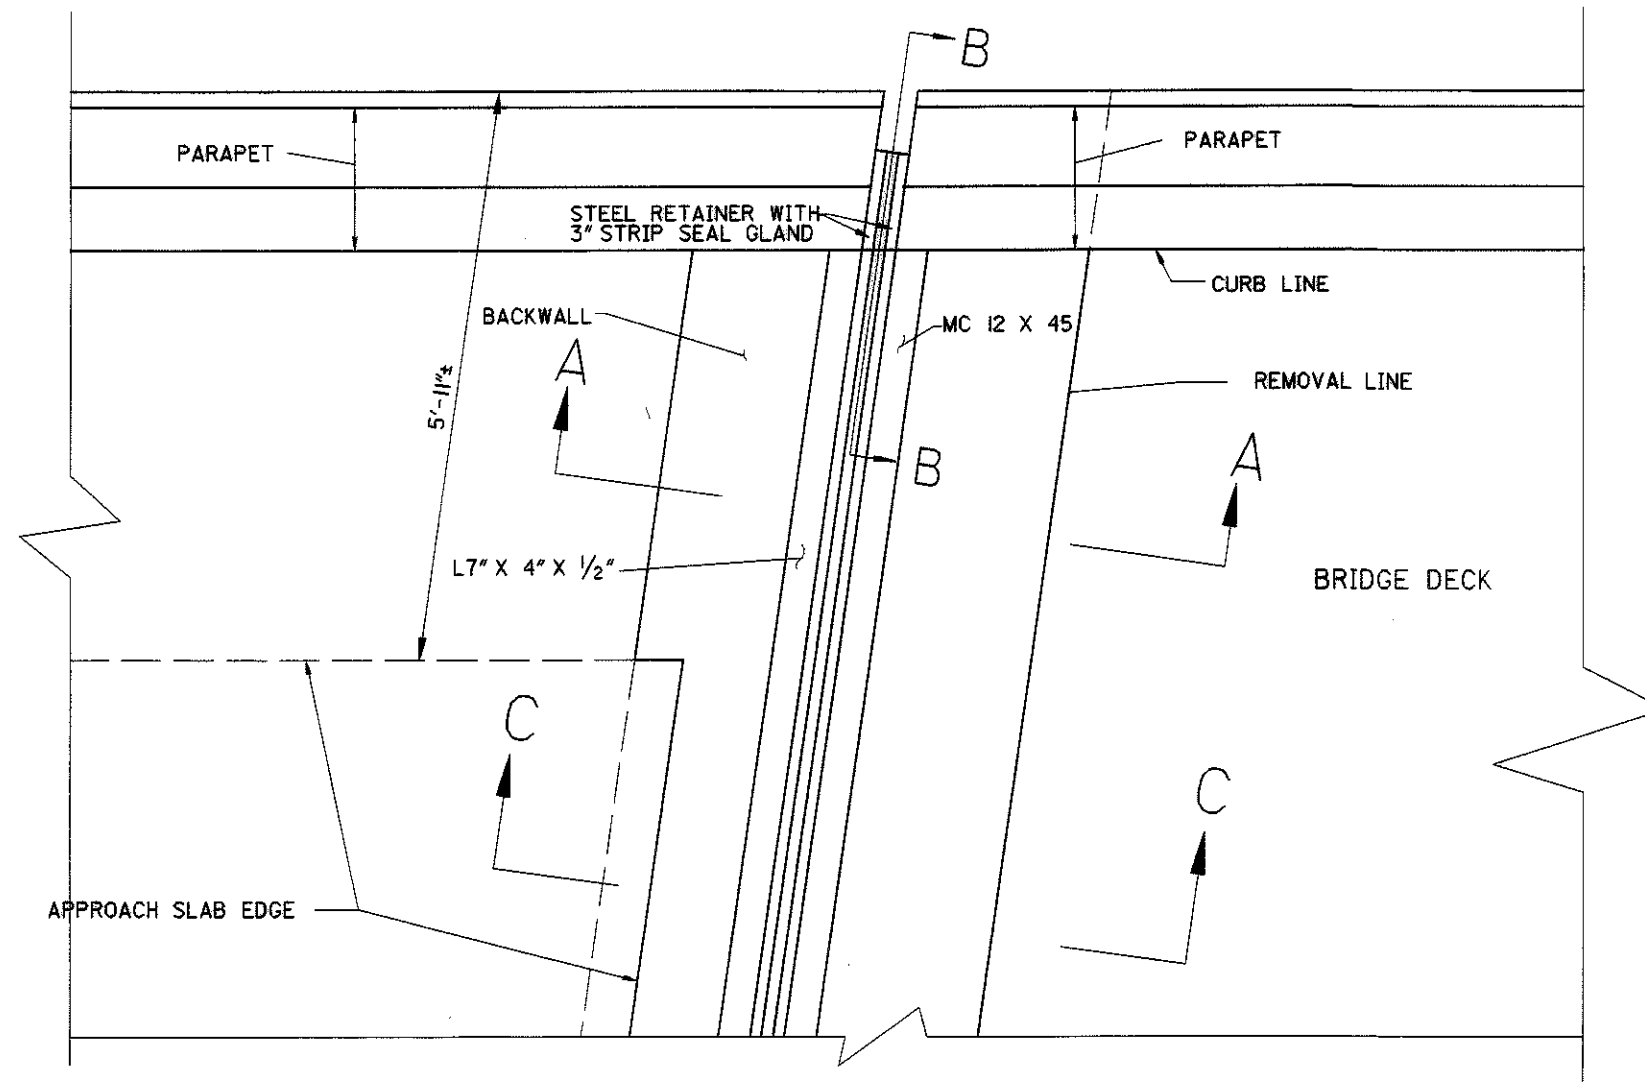 B
PARAPET
PARAPET
STEEL RETAINER WITH
3" STRIP SEAL GLAND
CURB LINE
BACKWALL
MC 12 X 45
A
REMOVAL LINE
5'-11"±
A
B
L7" X 4" X 1/2"
BRIDGE DECK
C
C
APPROACH SLAB EDGE